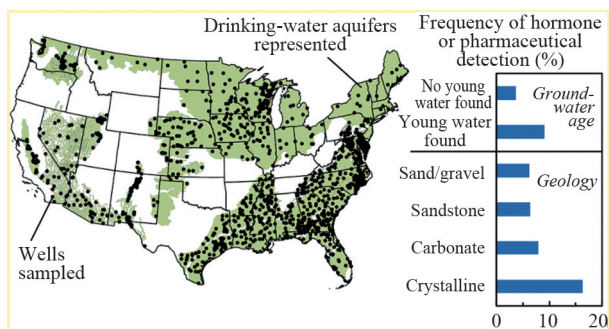 Drinking-water aquifers
represented
Wells
sampled
Frequency of hormone
or pharmaceutical
detection (%)
No young
water found
Young water
found
Ground-
water
age
Sand/gravel
Geology
Sandstone
Carbonate
Crystalline
0 10 20